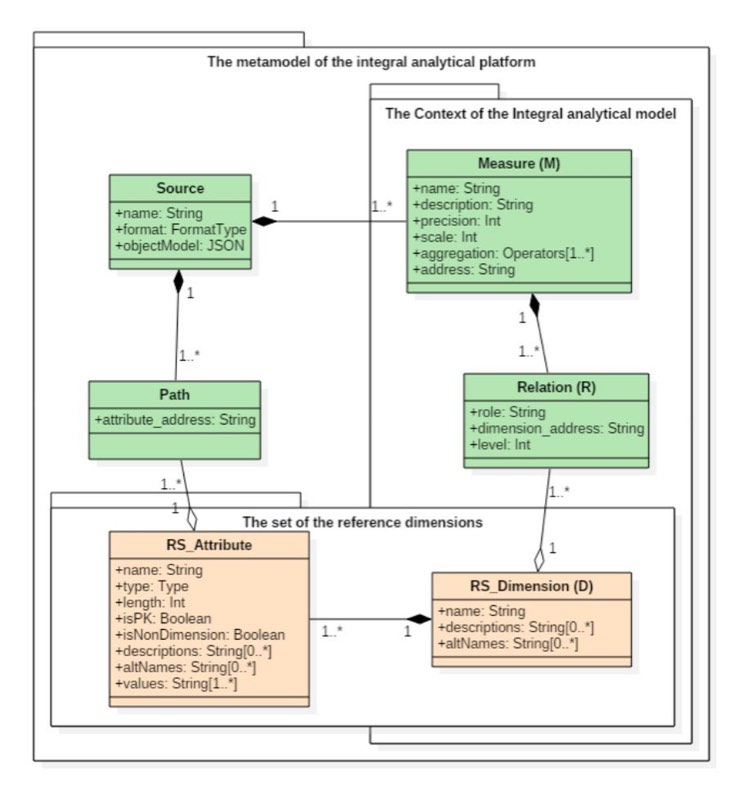 The metamodel of the integral analytical platform
The Context of the Integral analytical model
Source
+name: String
+format: FormatType
+objectModel: JSON
1
1..*
Measure (M)
+name: String
+description: String
+precision: Int
+scale: Int
+aggregation: Operators[1..*]
+address: String
1
1..*
1
1..*
Path
+attribute_address: String
Relation (R)
+role: String
+dimension_address: String
+level: Int
1..*
1
1..*
1
The set of the reference dimensions
RS_Attribute
+name: String
+type: Type
+length: Int
+isPK: Boolean
+isNonDimension: Boolean
+descriptions: String[0..*]
+altNames: String[0..*]
+values: String[1..*]
1..*
1
RS_Dimension (D)
+name: String
+descriptions: String[0..*]
+altNames: String[0..*]